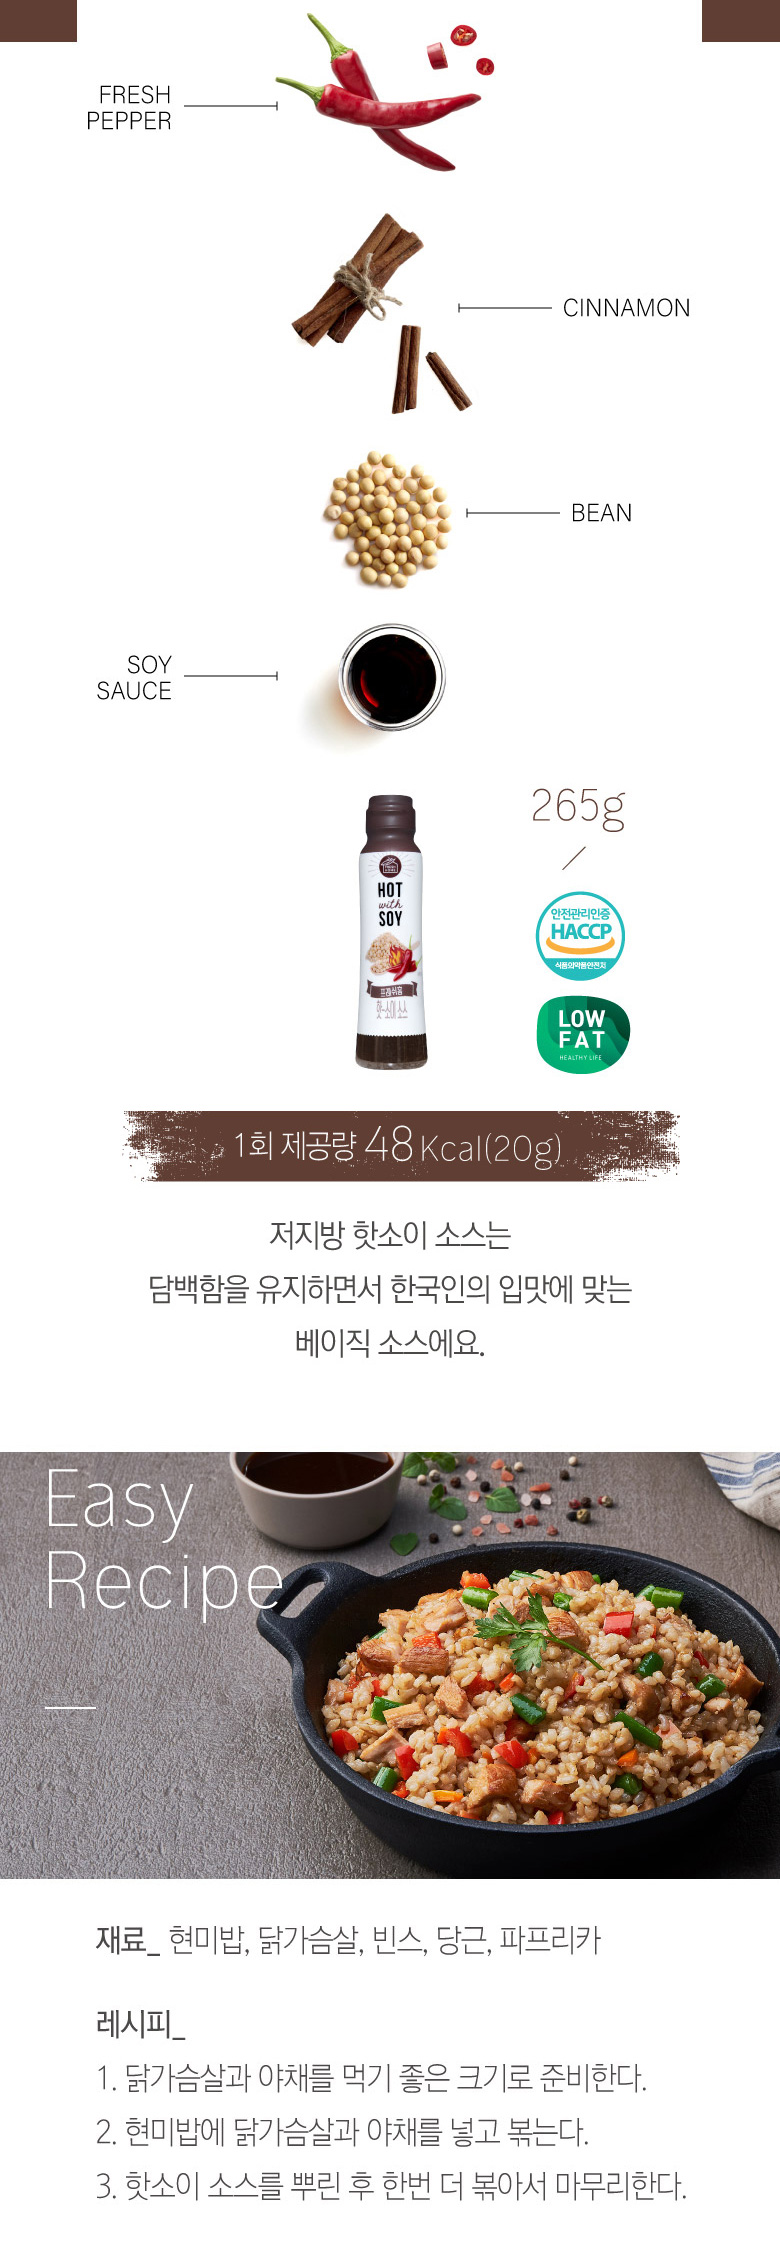 FRESH
PEPPER
CINNAMON
BEAN
SOY
SAUCE
265g
HOT
with
SOY
프레쉬홈
핫소이소스
안전관리인증
HACCP
식품의약품안전처
LOW
FAT
HEALTHY LIFE
1회 제공량 48 Kcal(20g)
저지방 핫소이 소스는
담백함을 유지하면서 한국인의 입맛에 맞는
베이직 소스에요.
Easy
Recipe
재료_ 현미밥, 닭가슴살, 빈스, 당근, 파프리카
레시피_
1. 닭가슴살과 야채를 먹기 좋은 크기로 준비한다.
2. 현미밥에 닭가슴살과 야채를 넣고 볶는다.
3. 핫소이 소스를 뿌린 후 한번 더 볶아서 마무리한다.